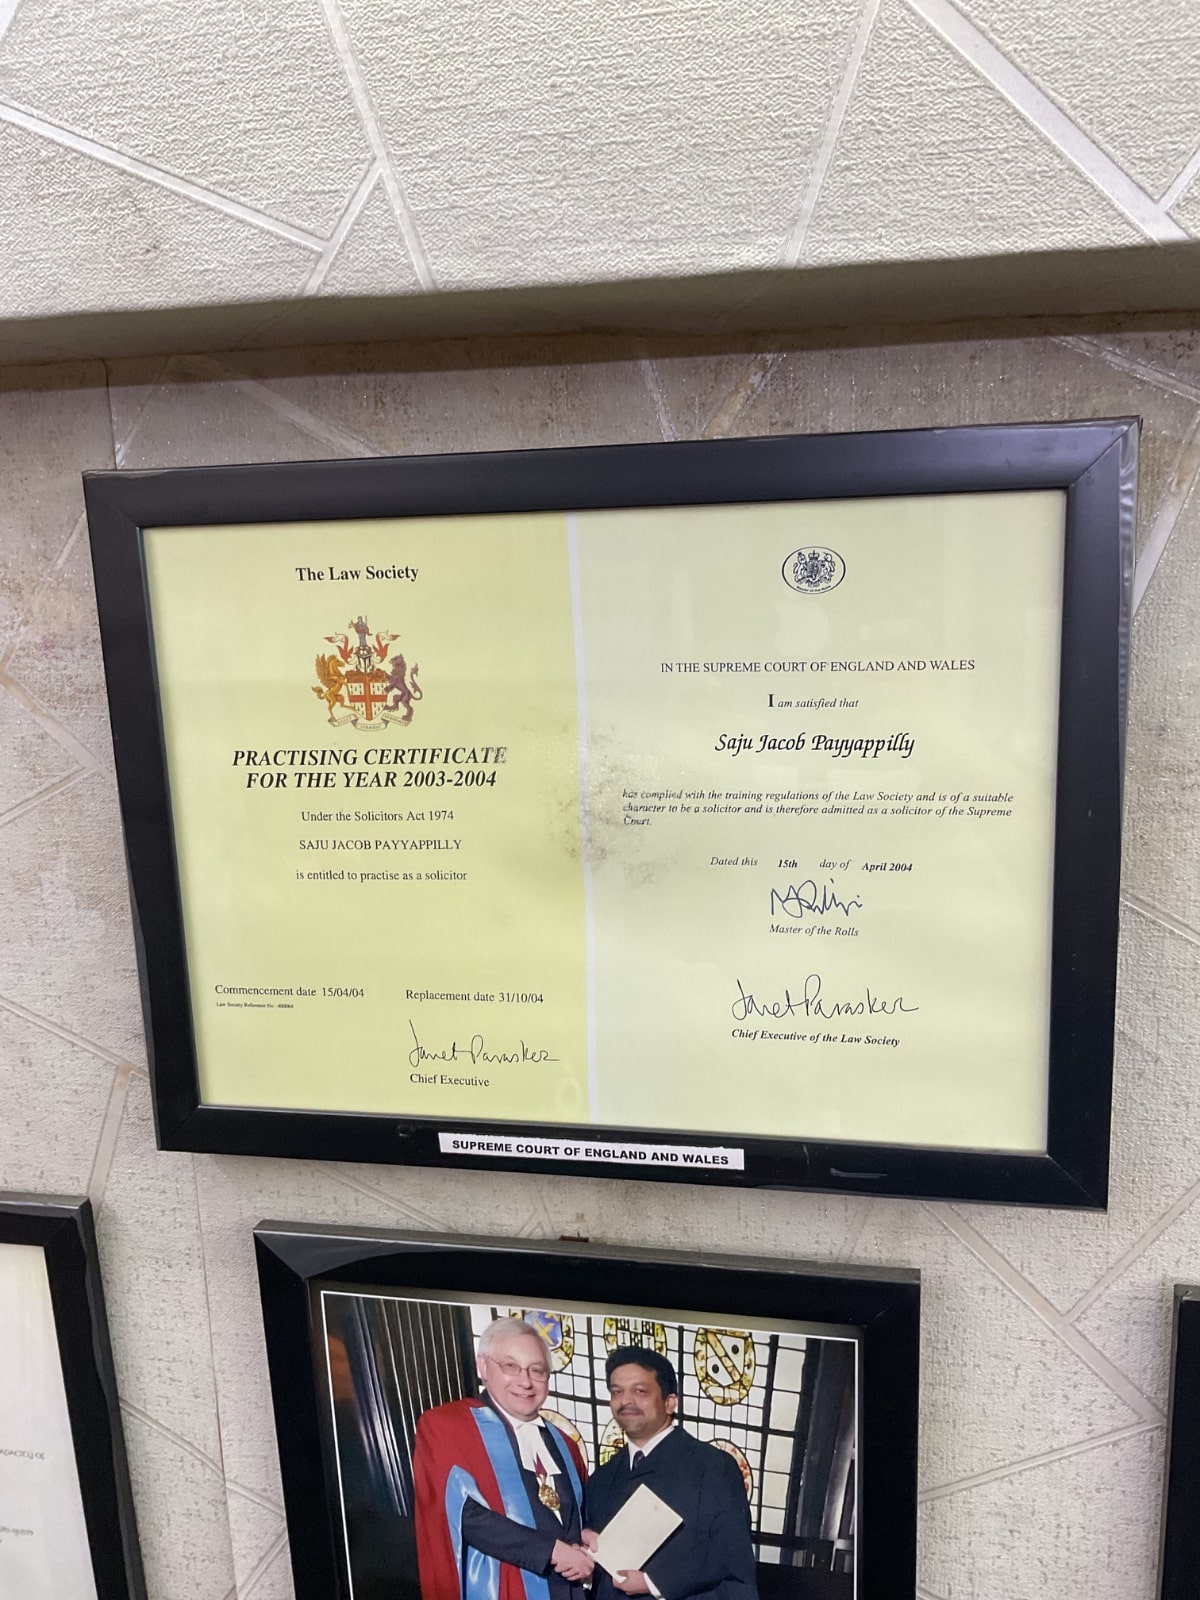 The Law Society
PRACTISING CERTIFICATE
FOR THE YEAR 2003-2004
Under the Solicitors Act 1974
SAJU JACOB PAYYAPPILLY
is entitled to practise as a solicitor
Commencement date 15/04/04
Replacement date 31/10/04
Law Society Reference No
Janet Paraskeva
Chief Executive
IN THE SUPREME COURT OF ENGLAND AND WALES
I am satisfied that
Saju Jacob Payyappilly
has complied with the training regulations of the Law Society and is of a suitable
character to be a solicitor and is therefore admitted as a solicitor of the Supreme
Court.
Dated this 15th day of April 2004
Master of the Rolls
Janet Paraskeva
Chief Executive of the Law Society
SUPREME COURT OF ENGLAND AND WALES